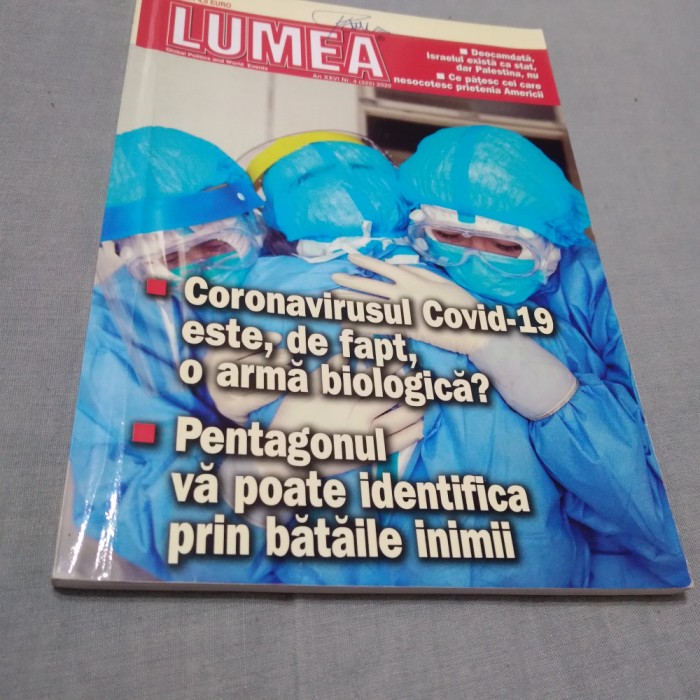 EURO
LUMEA
Global Politics and World Events
An XXVI Nr. 4 (323) 2020
Deocamdată,
Israelul există ca stat,
dar Palestina, nu
Ce pățesc cei care
nesocotesc prietenia Americii
Coronavirusul Covid-19
este, de fapt,
o armă biologică?
Pentagonul
vă poate identifica
prin bătăile inimii